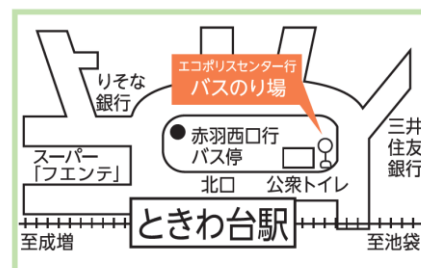 エコポリスセンター行
バスのり場
りそな
銀行
赤羽西口行
バス停
三井
住友
銀行
スーパー
「フエンテ」
北口
公衆トイレ
ときわ台駅
至成増
至池袋